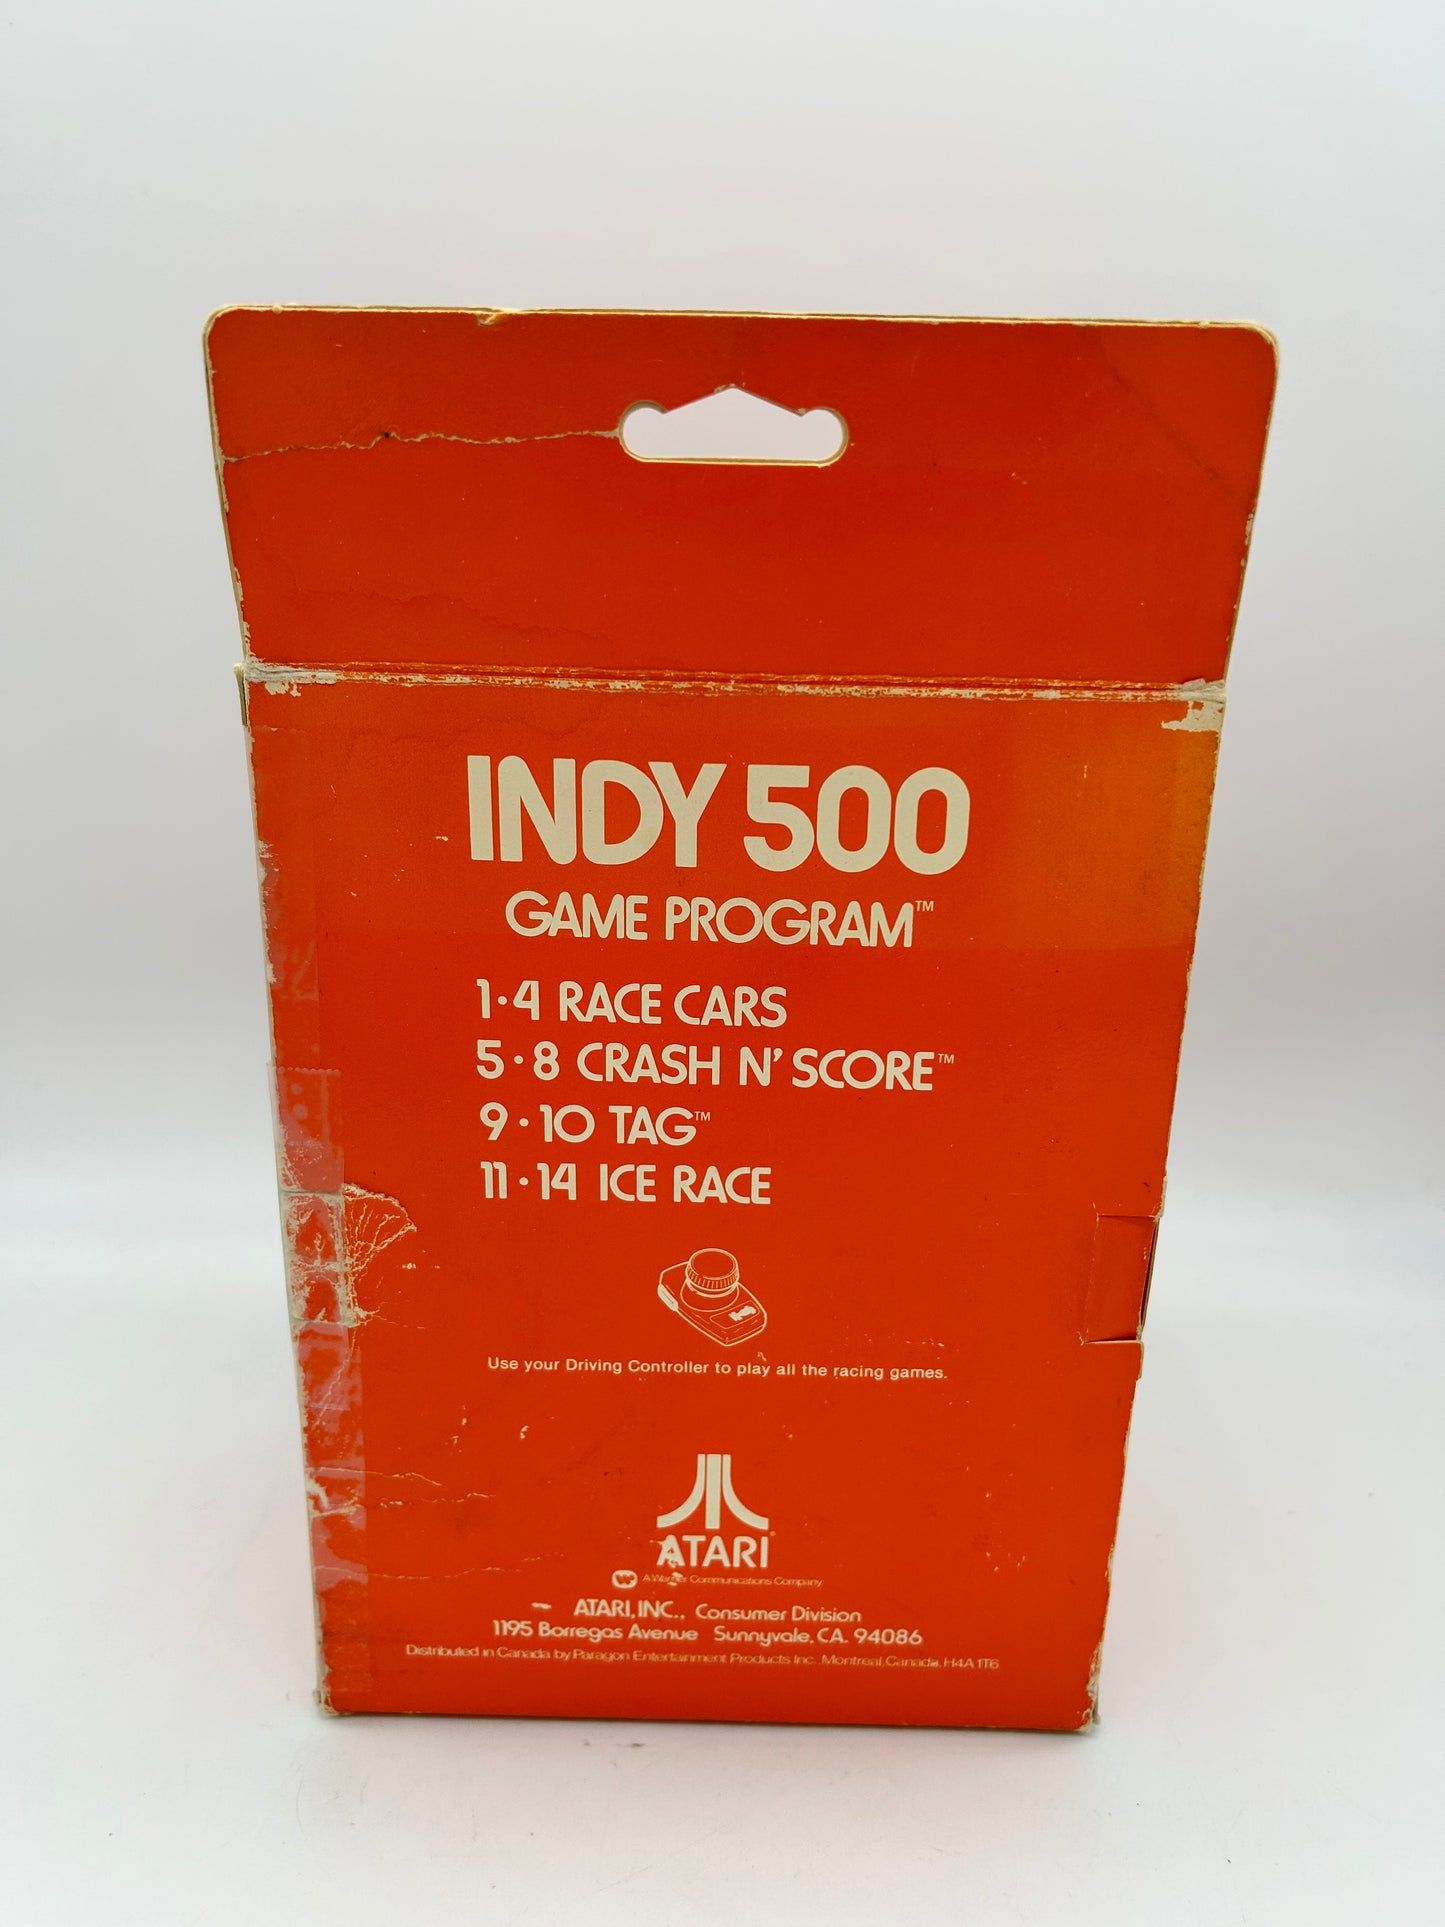 INDY 500
GAME PROGRAM™
1•4 RACE CARS
5•8 CRASH N' SCORE™
9•10 TAG™
11•14 ICE RACE
Use your Driving Controller to play all the racing games.
ATARI®
A Warner Communications Company
ATARI, INC., Consumer Division
1195 Borregas Avenue Sunnyvale, CA. 94086
Distributed in Canada by Paragon Entertainment Products Inc. Montreal, Canada, H4A 1T6